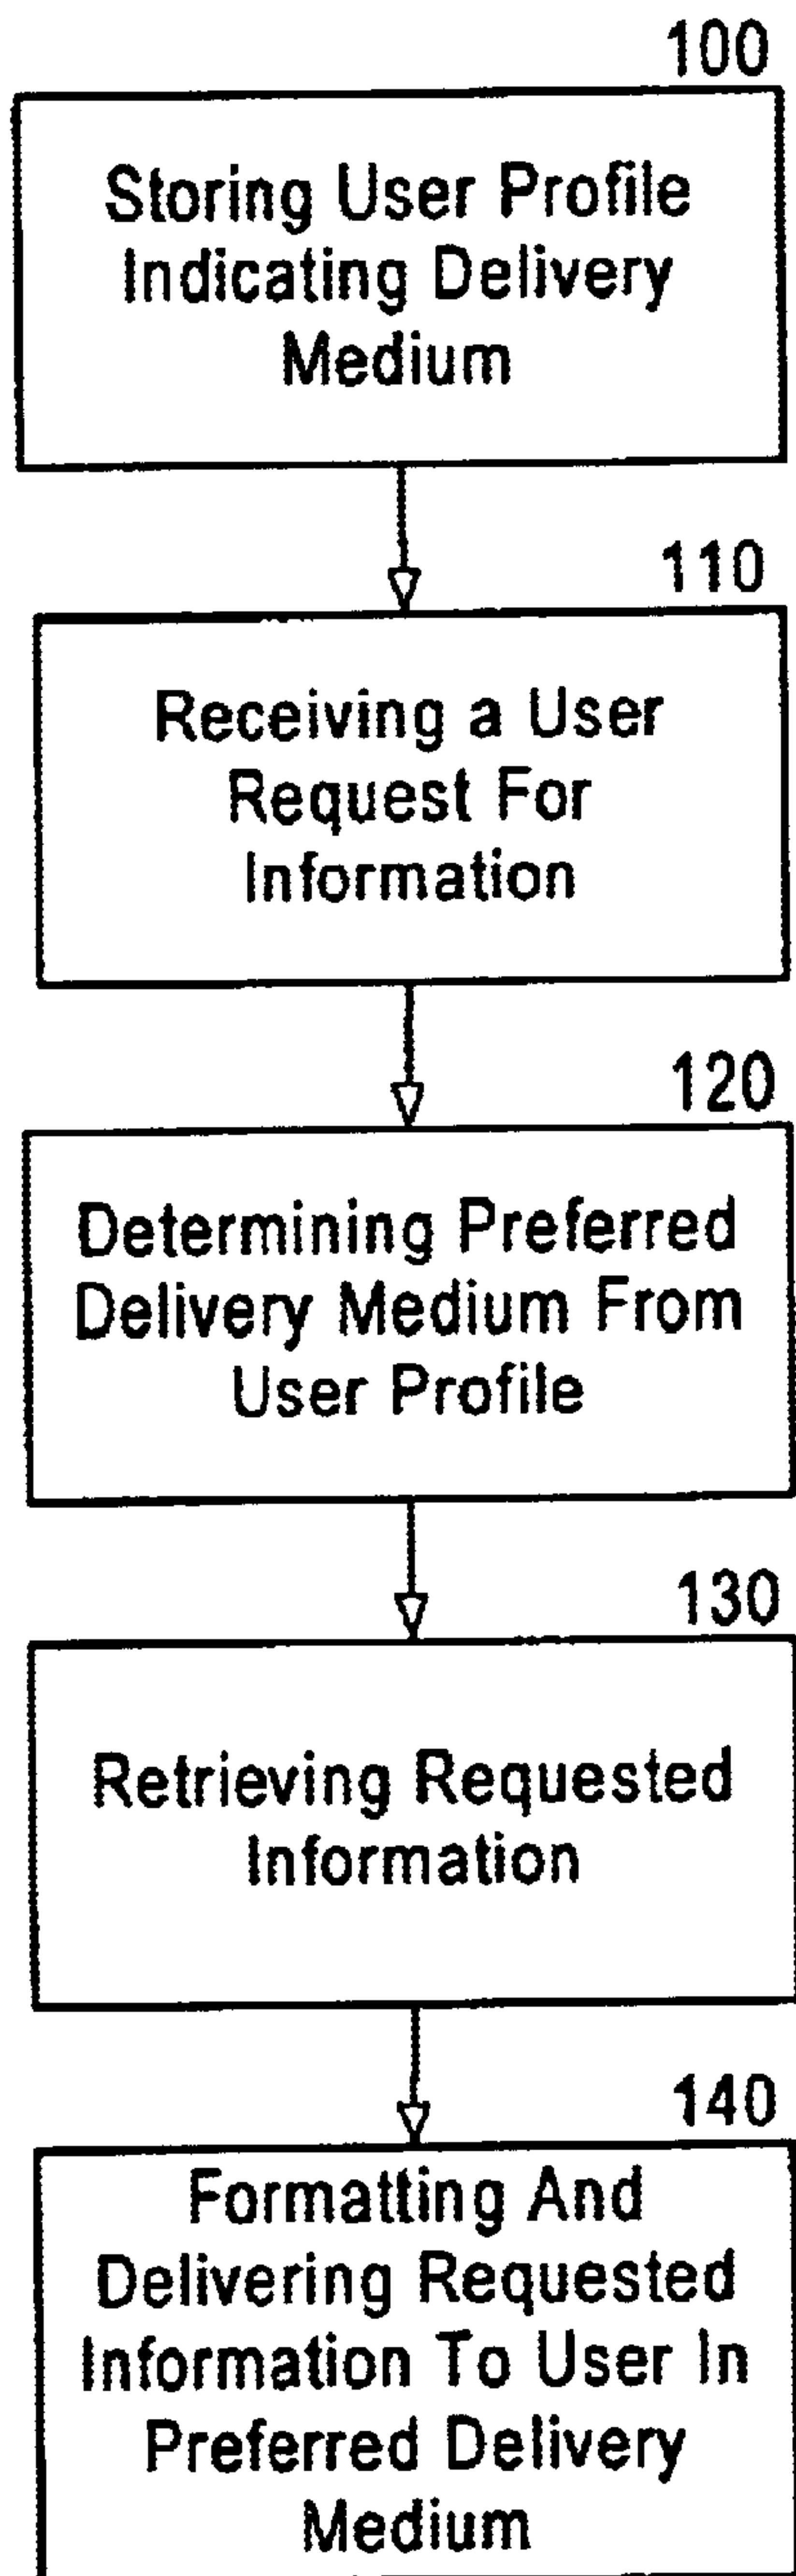 100
Storing User Profile
Indicating Delivery
Medium
110
Receiving a User
Request For
Information
120
Determining Preferred
Delivery Medium From
User Profile
130
Retrieving Requested
Information
140
Formatting And
Delivering Requested
Information To User In
Preferred Delivery
Medium